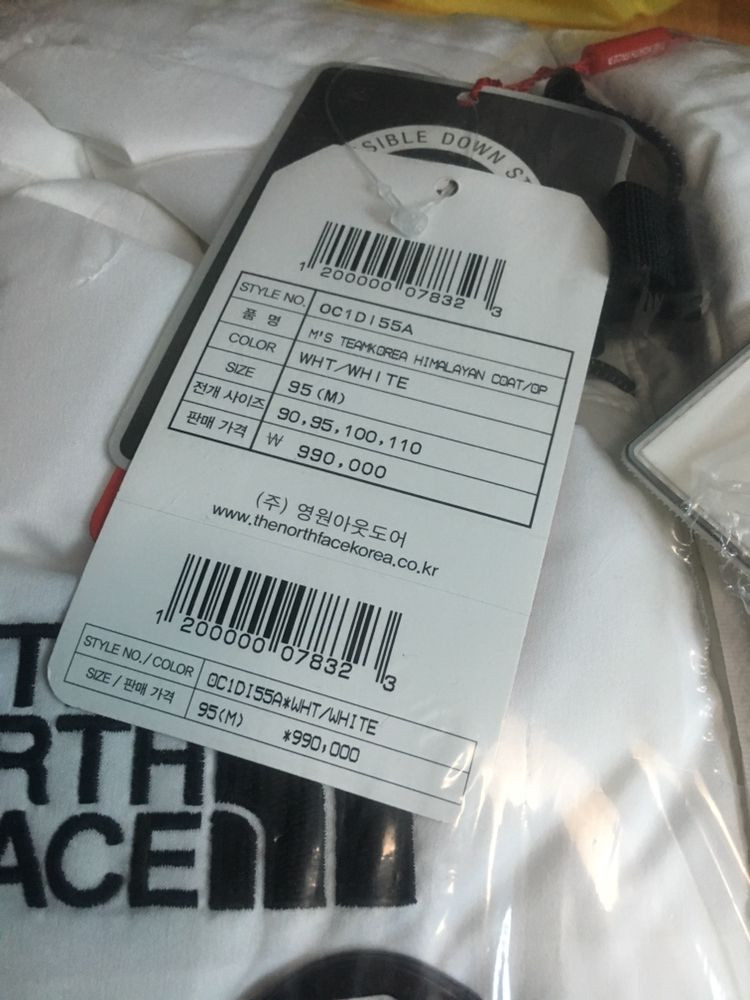 SIBLE DOWN S
1 200000 07832 3
STYLE NO. OC1DI55A
품 명 M'S TEAMKOREA HIMALAYAN COAT/OP
COLOR WHT/WHITE
SIZE 95(M)
전개 사이즈 90,95,100,110
판매 가격 ₩ 990,000
(주) 영원아웃도어
www.thenorthfacekorea.co.kr
1 200000 07832 3
STYLE NO./COLOR OC1DI55A*WHT/WHITE
SIZE / 판매 가격 95(M) *990,000
RTH
ACE